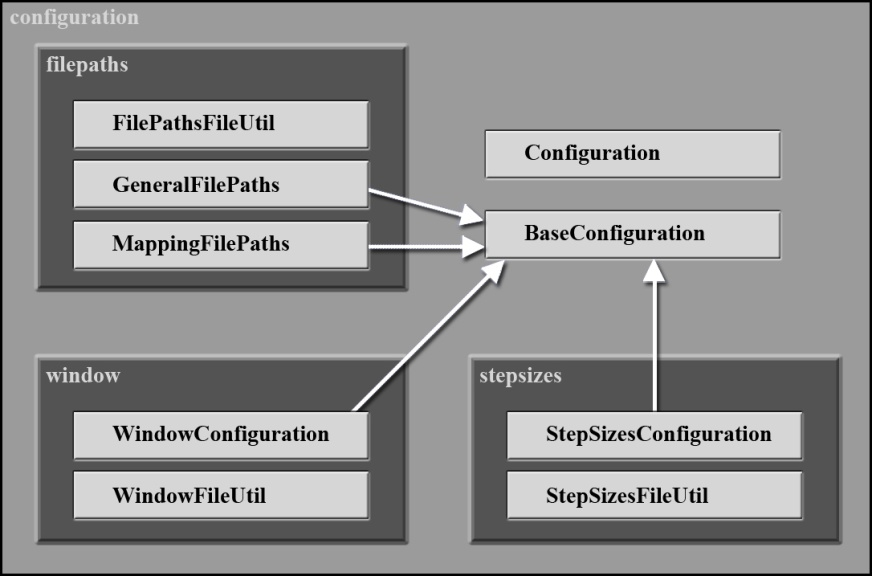 configuration
filepaths
FilePathsFileUtil
GeneralFilePaths
MappingFilePaths
Configuration
BaseConfiguration
window
WindowConfiguration
WindowFileUtil
stepsizes
StepSizesConfiguration
StepSizesFileUtil